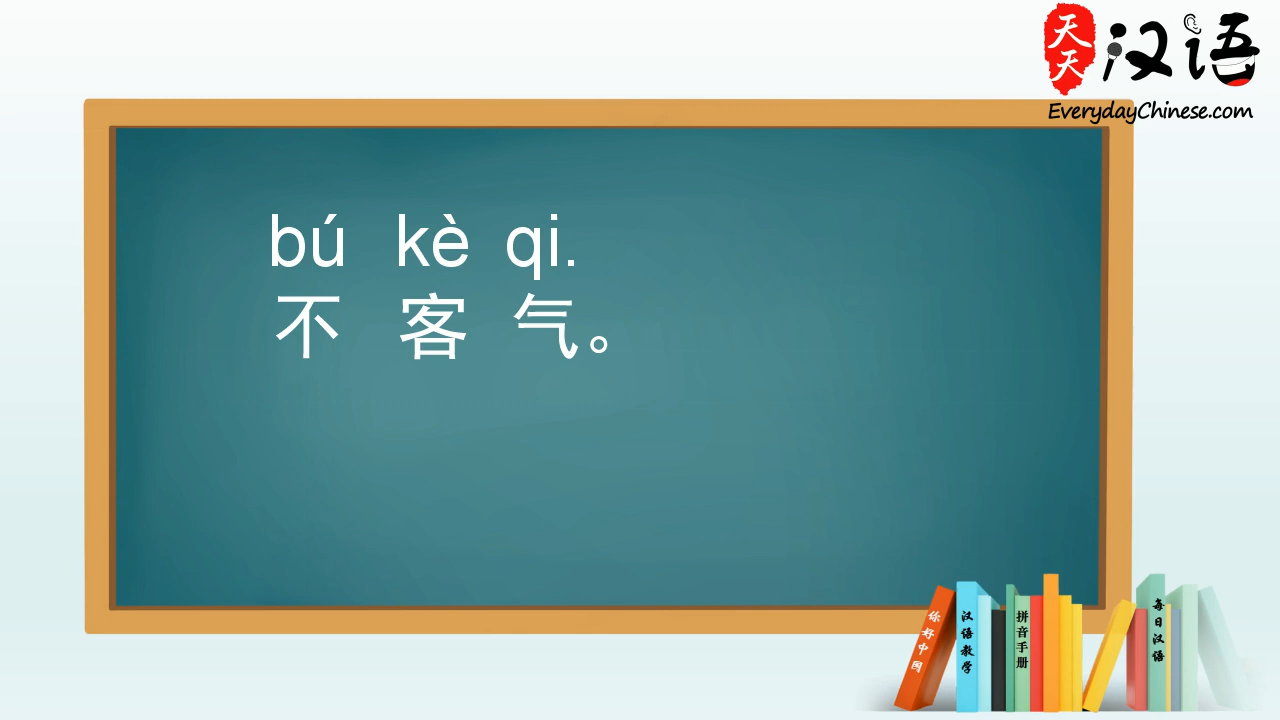 天天汉语
EverydayChinese.com
bú kè qi.
不 客 气。
你好中国
汉语教学
拼音手册
每日汉语